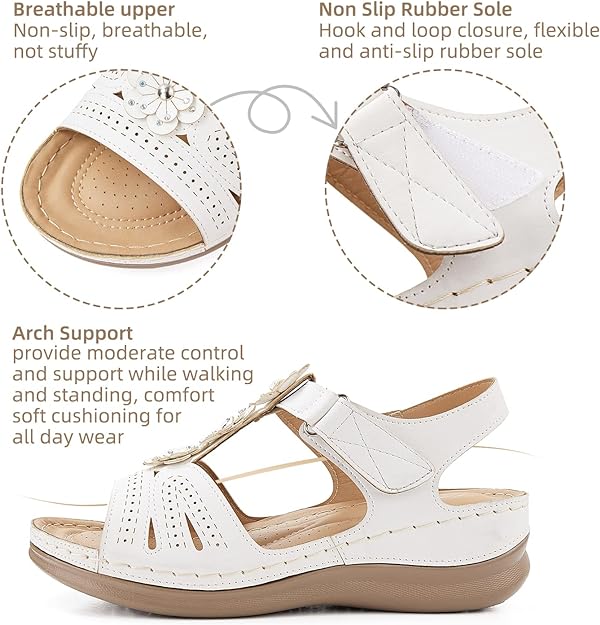 Breathable upper
Non-slip, breathable,
not stuffy
Non Slip Rubber Sole
Hook and loop closure, flexible
and anti-slip rubber sole
Arch Support
provide moderate control
and support while walking
and standing, comfort
soft cushioning for
all day wear